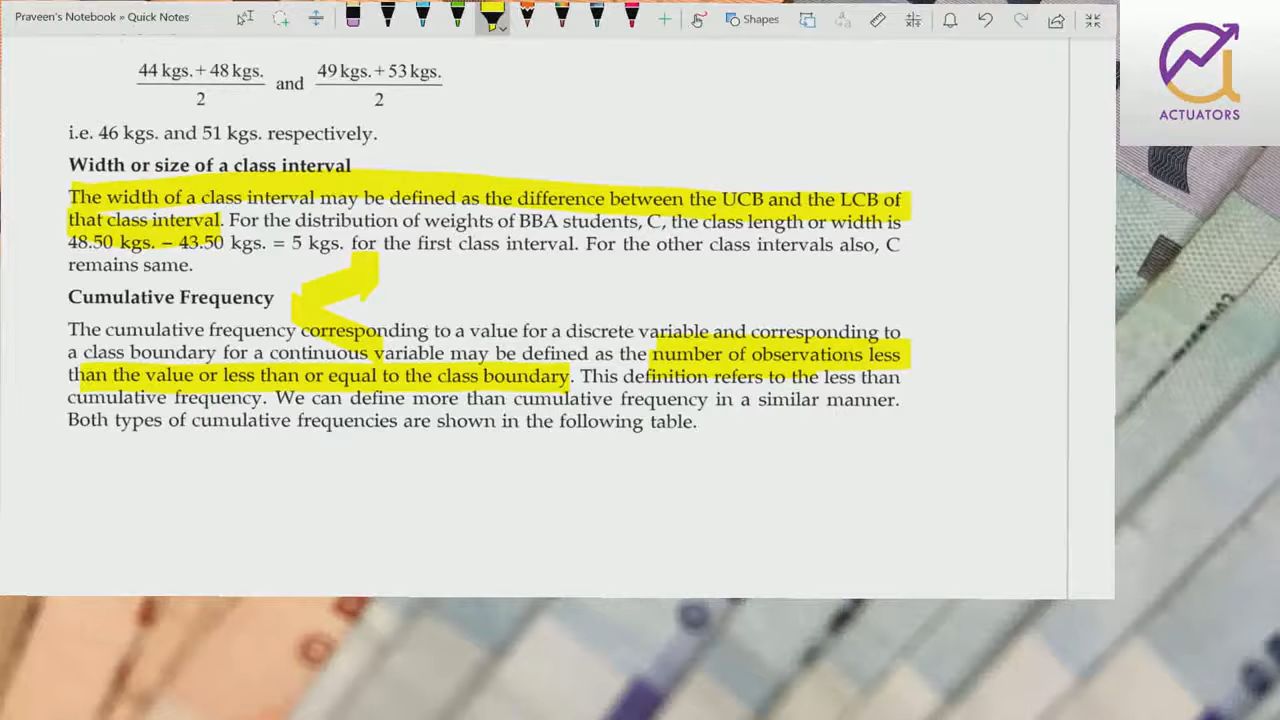 Praveen's Notebook » Quick Notes
Shapes
ACTUATORS
44 kgs. + 48 kgs. / 2 and 49 kgs. + 53 kgs. / 2
i.e. 46 kgs. and 51 kgs. respectively.
Width or size of a class interval
The width of a class interval may be defined as the difference between the UCB and the LCB of
that class interval. For the distribution of weights of BBA students, C, the class length or width is
48.50 kgs. – 43.50 kgs. = 5 kgs. for the first class interval. For the other class intervals also, C
remains same.
Cumulative Frequency
The cumulative frequency corresponding to a value for a discrete variable and corresponding to
a class boundary for a continuous variable may be defined as the number of observations less
than the value or less than or equal to the class boundary. This definition refers to the less than
cumulative frequency. We can define more than cumulative frequency in a similar manner.
Both types of cumulative frequencies are shown in the following table.